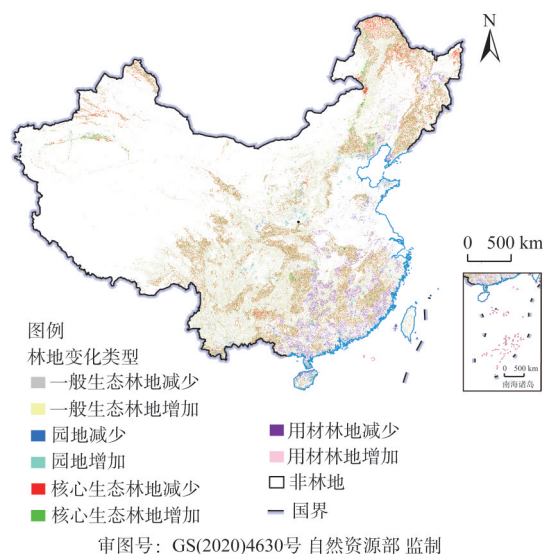 N
0 500 km
0 500 km
南海诸岛
图例
林地变化类型
一般生态林地减少
一般生态林地增加
园地减少
园地增加
核心生态林地减少
核心生态林地增加
用材林地减少
用材林地增加
非林地
国界
审图号：GS(2020)4630号 自然资源部 监制